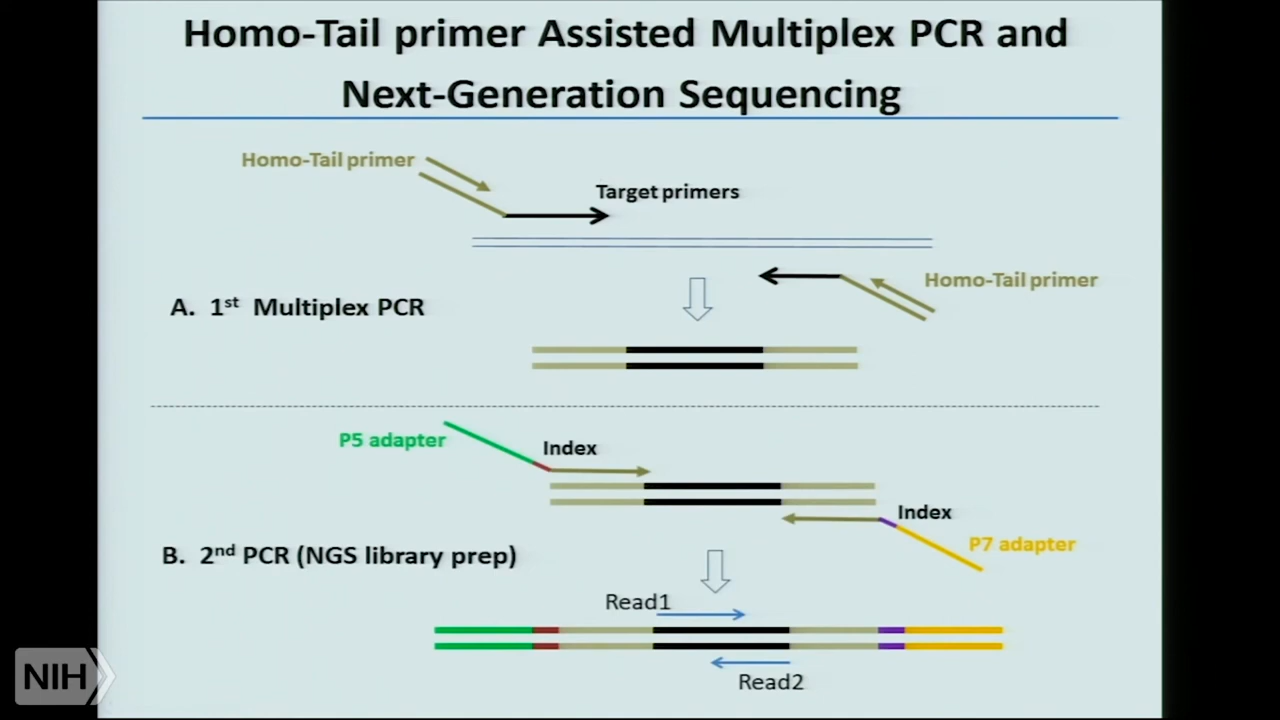 Homo-Tail primer Assisted Multiplex PCR and
Next-Generation Sequencing
Homo-Tail primer
Target primers
Homo-Tail primer
A. 1st Multiplex PCR
P5 adapter
Index
Index
P7 adapter
B. 2nd PCR (NGS library prep)
Read1
Read2
NIH